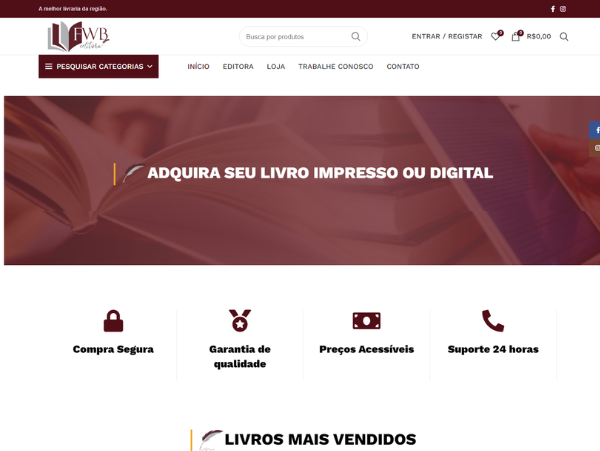 A melhor livraria da região.
FWB
editora
Busca por produtos
ENTRAR / REGISTRAR
0
0
R$0,00
PESQUISAR CATEGORIAS
INÍCIO
EDITORA
LOJA
TRABALHE CONOSCO
CONTATO
ADQUIRA SEU LIVRO IMPRESSO OU DIGITAL
Compra Segura
Garantia de
qualidade
Preços Acessíveis
Suporte 24 horas
LIVROS MAIS VENDIDOS